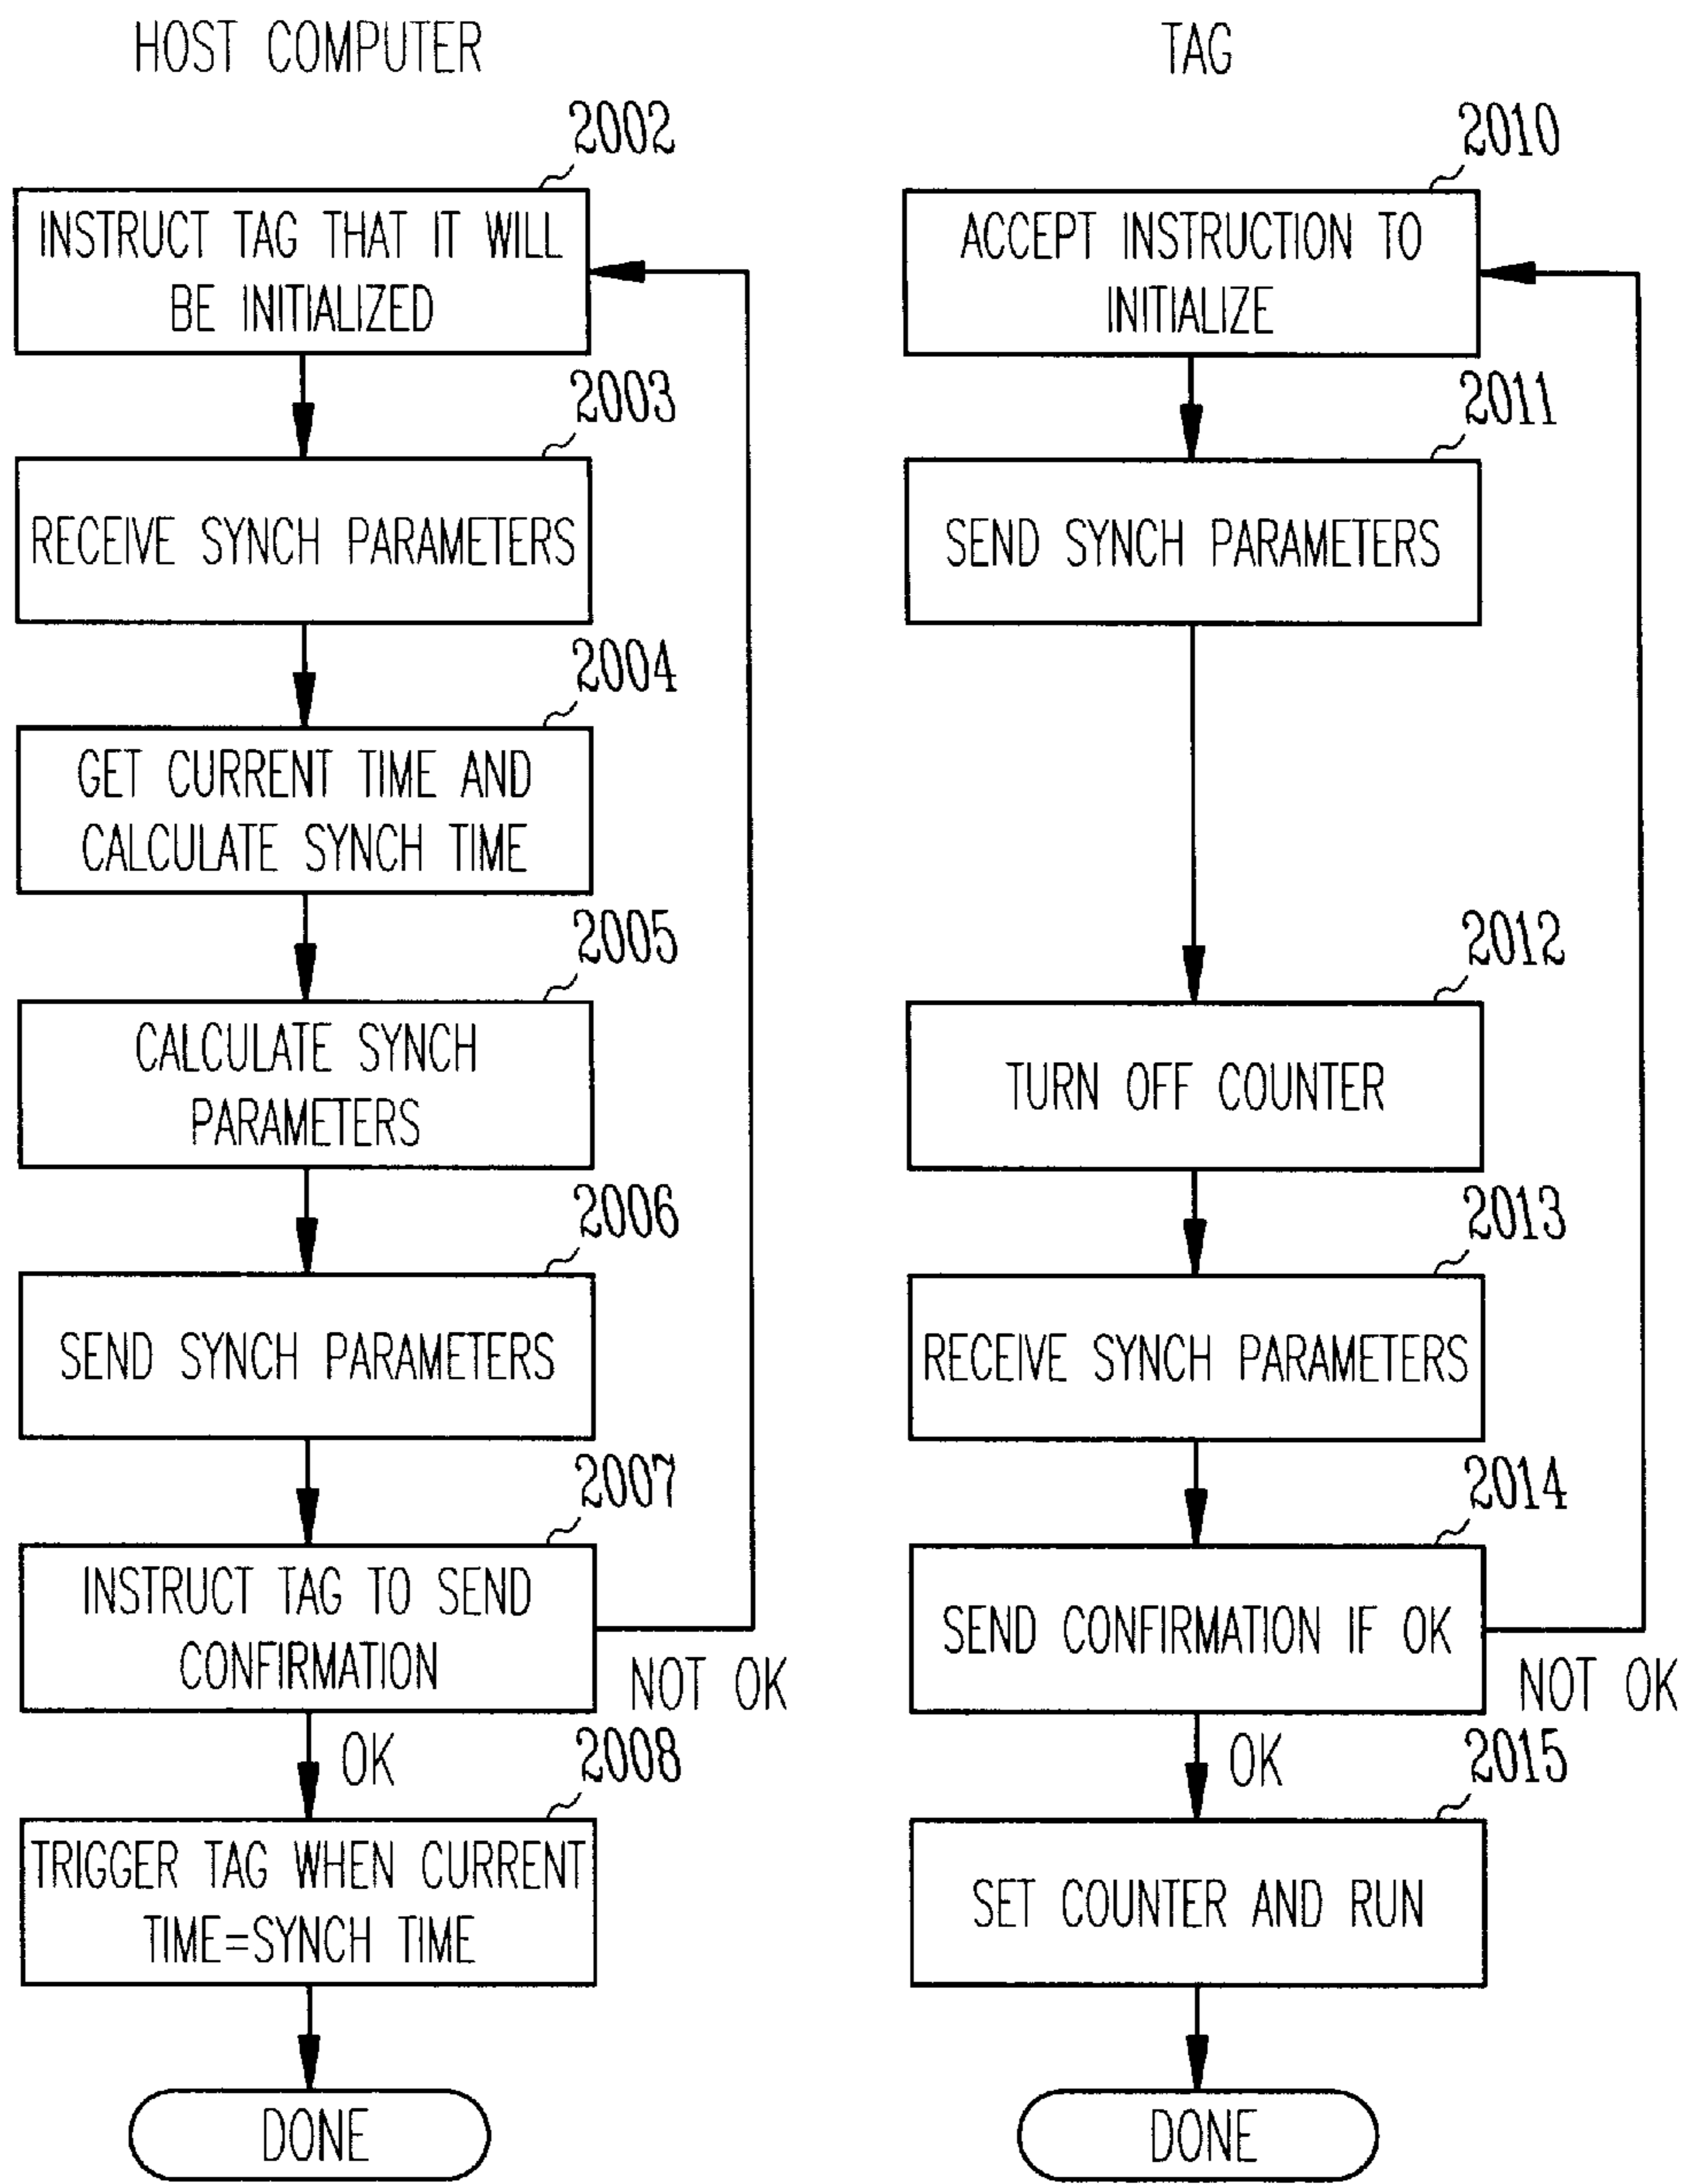 HOST COMPUTER
2002
INSTRUCT TAG THAT IT WILL
BE INITIALIZED
2003
RECEIVE SYNCH PARAMETERS
2004
GET CURRENT TIME AND
CALCULATE SYNCH TIME
2005
CALCULATE SYNCH
PARAMETERS
2006
SEND SYNCH PARAMETERS
2007
INSTRUCT TAG TO SEND
CONFIRMATION
NOT OK
OK
2008
TRIGGER TAG WHEN CURRENT
TIME=SYNCH TIME
DONE
TAG
2010
ACCEPT INSTRUCTION TO
INITIALIZE
2011
SEND SYNCH PARAMETERS
2012
TURN OFF COUNTER
2013
RECEIVE SYNCH PARAMETERS
2014
SEND CONFIRMATION IF OK
NOT OK
OK
2015
SET COUNTER AND RUN
DONE